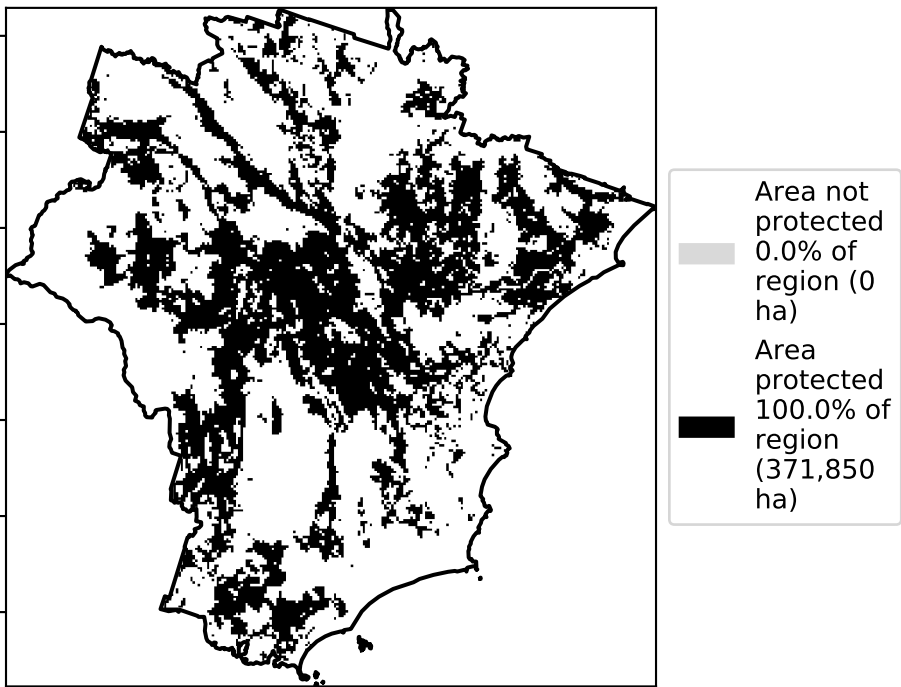 Area not
protected
0.0% of
region (0
ha)
Area
protected
100.0% of
region
(371,850
ha)